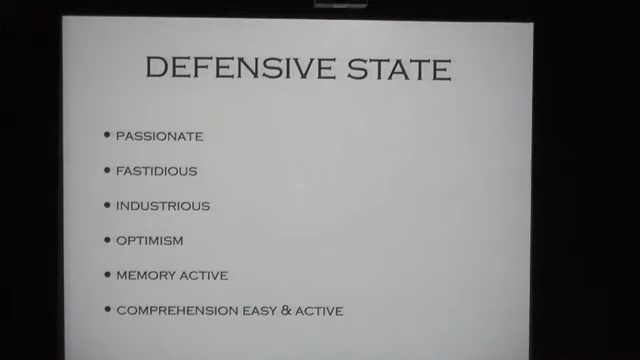 DEFENSIVE STATE
• PASSIONATE
• FASTIDIOUS
• INDUSTRIOUS
• OPTIMISM
• MEMORY ACTIVE
• COMPREHENSION EASY & ACTIVE